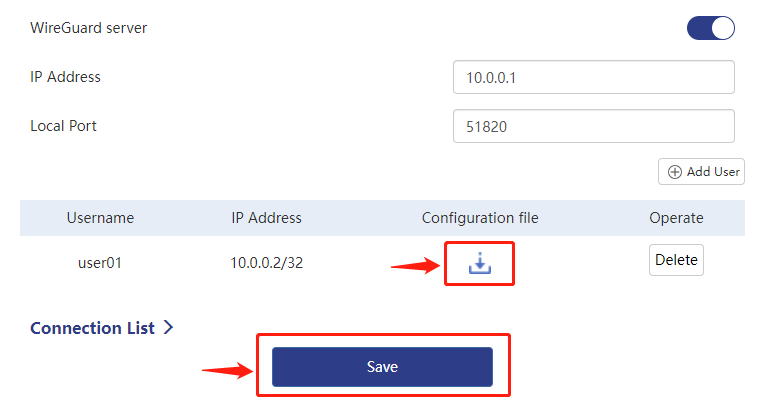 WireGuard server
IP Address 10.0.0.1
Local Port 51820
Add User
Username IP Address Configuration file Operate
user01 10.0.0.2/32 Delete
Connection List
Save